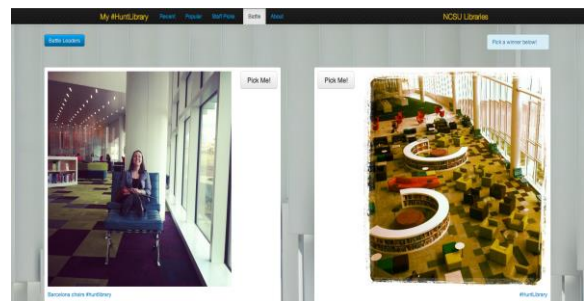 My #HuntLibrary Recent Popular Staff Picks Battle About NCSU Libraries
Battle Leaders
Pick a winner below!
Pick Me!
Pick Me!
Barcelona chairs #huntlibrary
#HuntLibrary